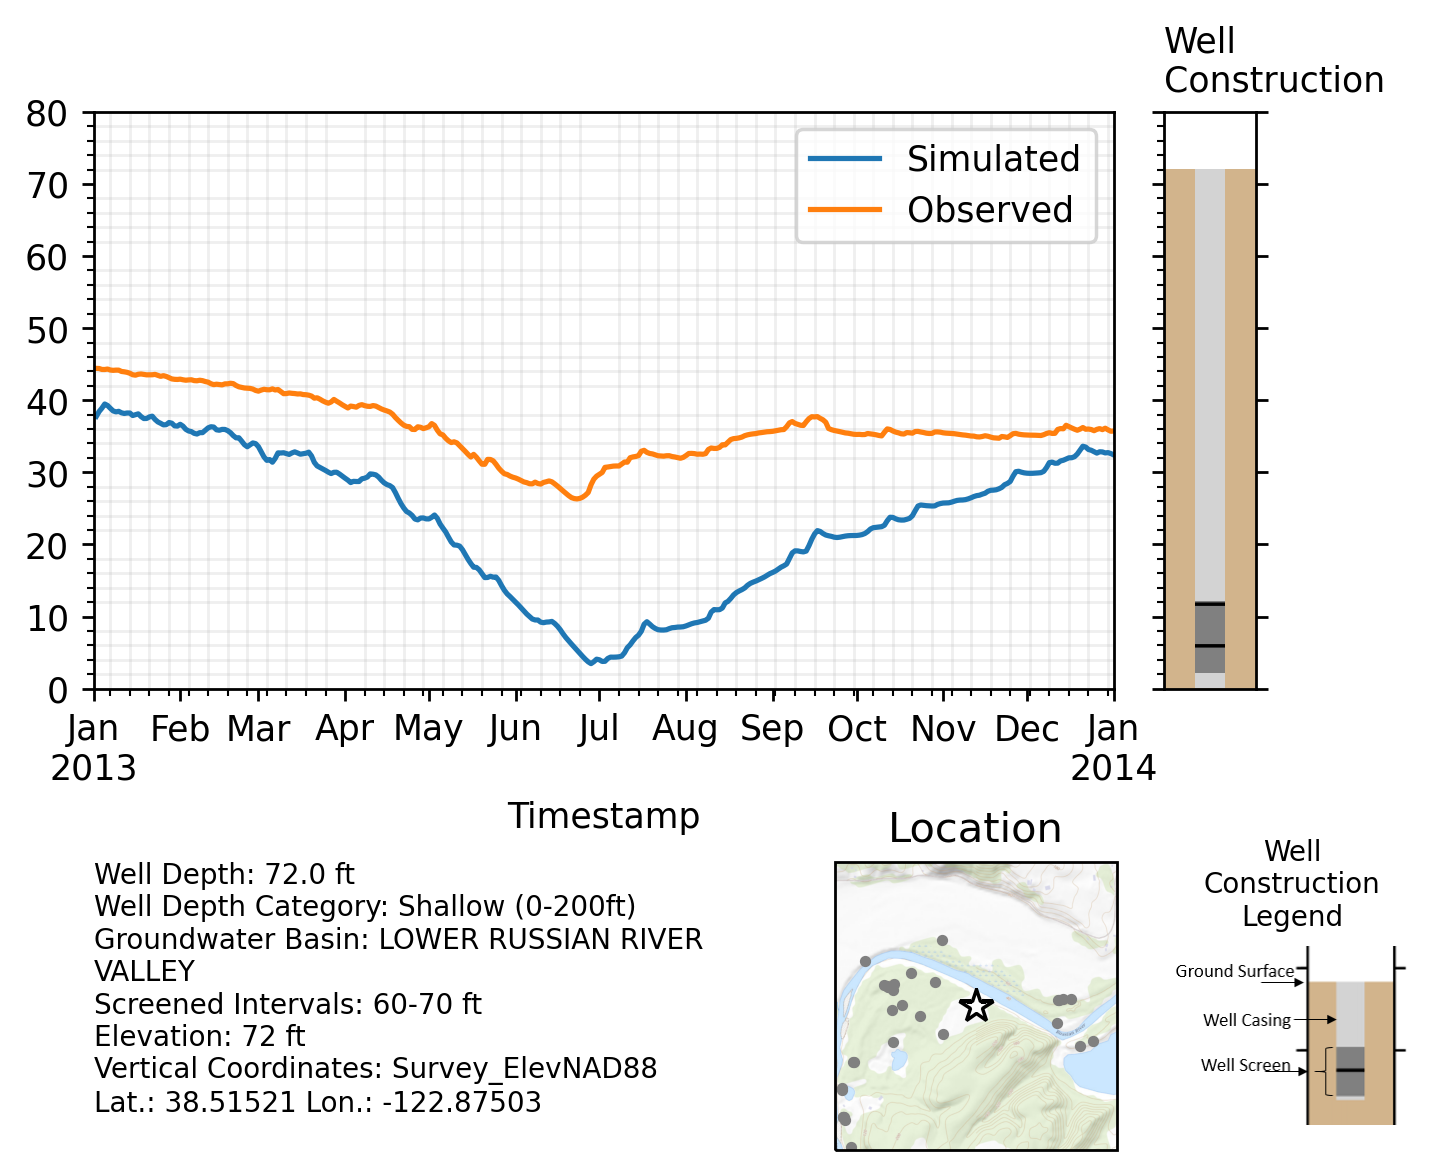 Well
Construction
80
70
60
50
40
30
20
10
0
Simulated
Observed
Jan Feb Mar Apr May Jun Jul Aug Sep Oct Nov Dec Jan
2013 2014
Timestamp
Well Depth: 72.0 ft
Well Depth Category: Shallow (0-200ft)
Groundwater Basin: LOWER RUSSIAN RIVER
VALLEY
Screened Intervals: 60-70 ft
Elevation: 72 ft
Vertical Coordinates: Survey_ElevNAD88
Lat.: 38.51521 Lon.: -122.87503
Location
Well
Construction
Legend
Ground Surface
Well Casing
Well Screen